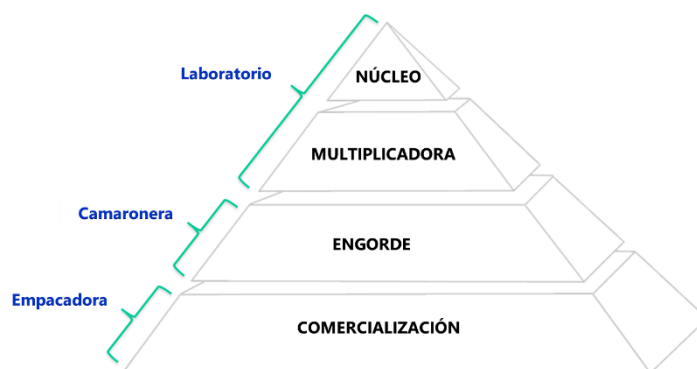 Laboratorio
NÚCLEO
MULTIPLICADORA
Camaronera
ENGORDE
Empacadora
COMERCIALIZACIÓN